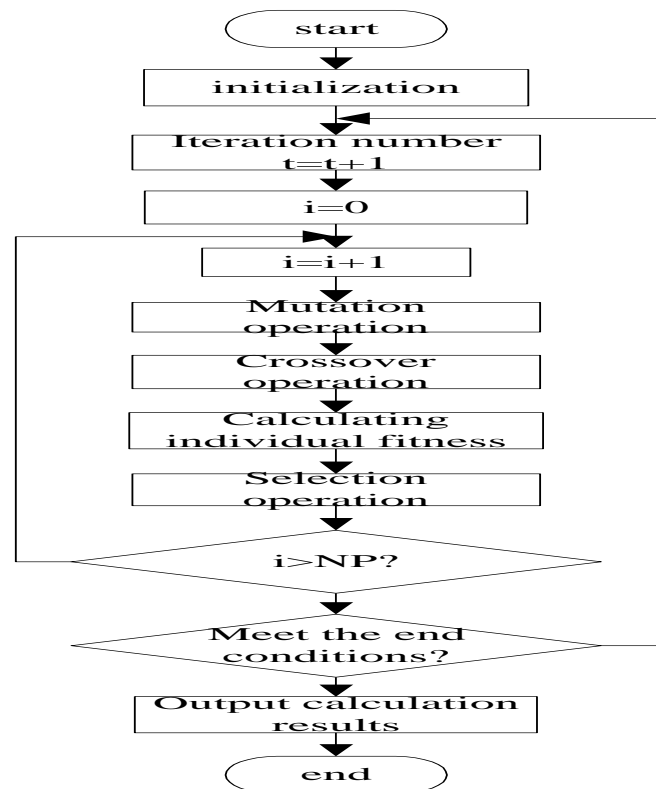 start
initialization
Iteration number
t=t+1
i=0
i=i+1
Mutation
operation
Crossover
operation
Calculating
individual fitness
Selection
operation
i>NP?
Meet the end
conditions?
Output calculation
results
end